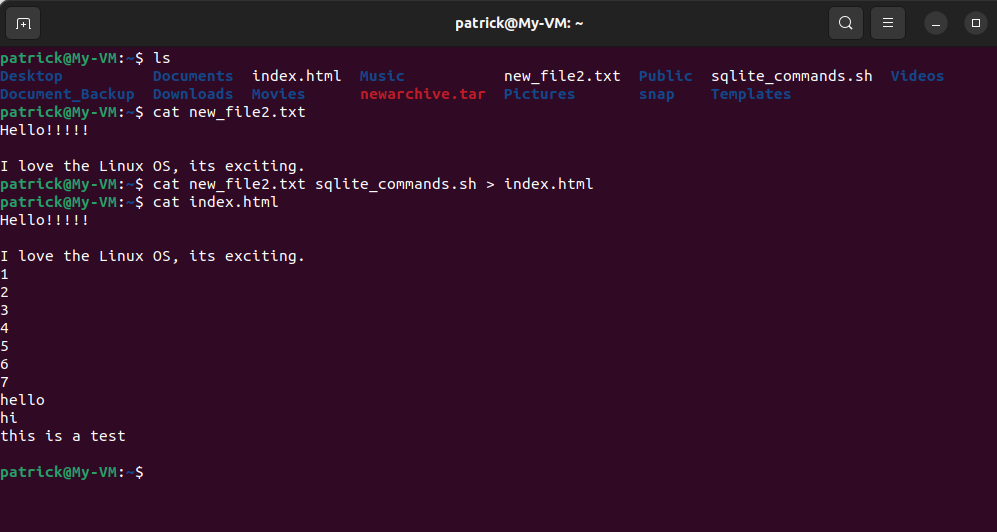 patrick@My-VM: ~
patrick@My-VM:~$ ls
Desktop Documents index.html Music new_file2.txt Public sqlite_commands.sh Videos
Document_Backup Downloads Movies newarchive.tar Pictures snap Templates
patrick@My-VM:~$ cat new_file2.txt
Hello!!!!!
I love the Linux OS, its exciting.
patrick@My-VM:~$ cat new_file2.txt sqlite_commands.sh > index.html
patrick@My-VM:~$ cat index.html
Hello!!!!!
I love the Linux OS, its exciting.
1
2
3
4
5
6
7
hello
hi
this is a test
patrick@My-VM:~$